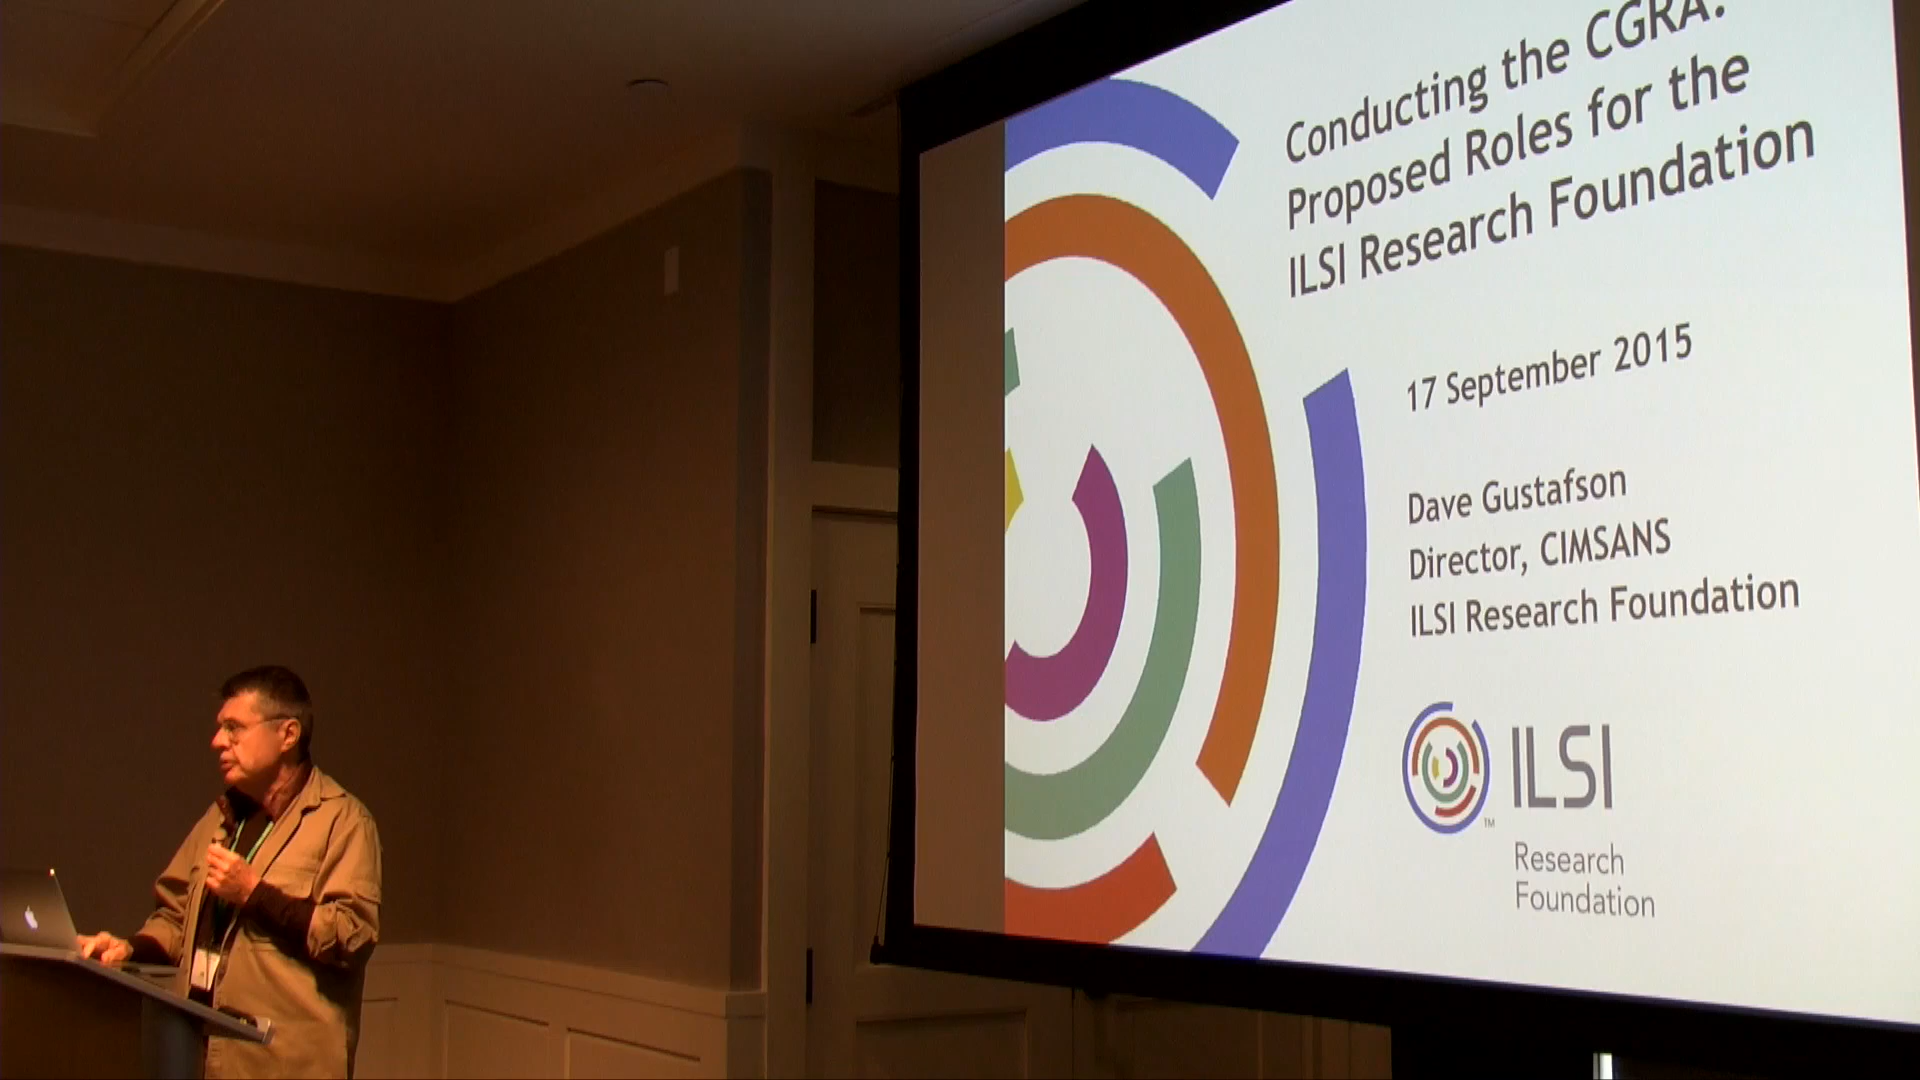 Conducting the CGRA:
Proposed Roles for the
ILSI Research Foundation
17 September 2015
Dave Gustafson
Director, CIMSANS
ILSI Research Foundation
ILSI
TM
Research
Foundation